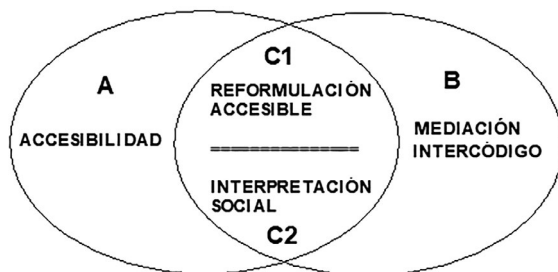 A
ACCESIBILIDAD
C1
REFORMULACIÓN
ACCESIBLE
===============
INTERPRETACIÓN
SOCIAL
C2
B
MEDIACIÓN
INTERCÓDIGO